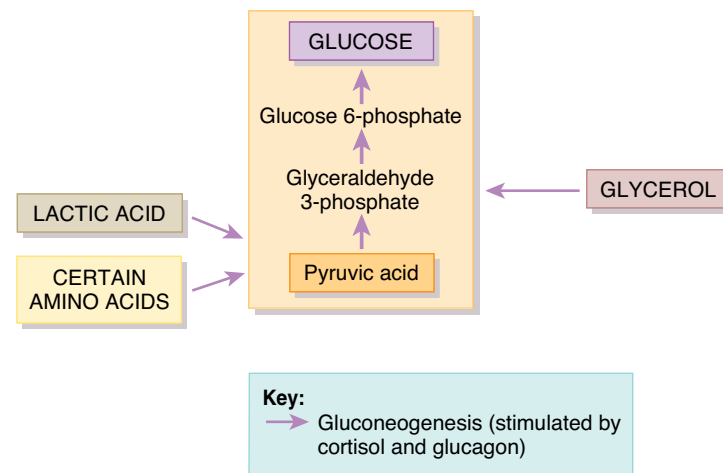 GLUCOSE
Glucose 6-phosphate
Glyceraldehyde
3-phosphate
GLYCEROL
LACTIC ACID
CERTAIN
AMINO ACIDS
Pyruvic acid
Key:
Gluconeogenesis (stimulated by
cortisol and glucagon)